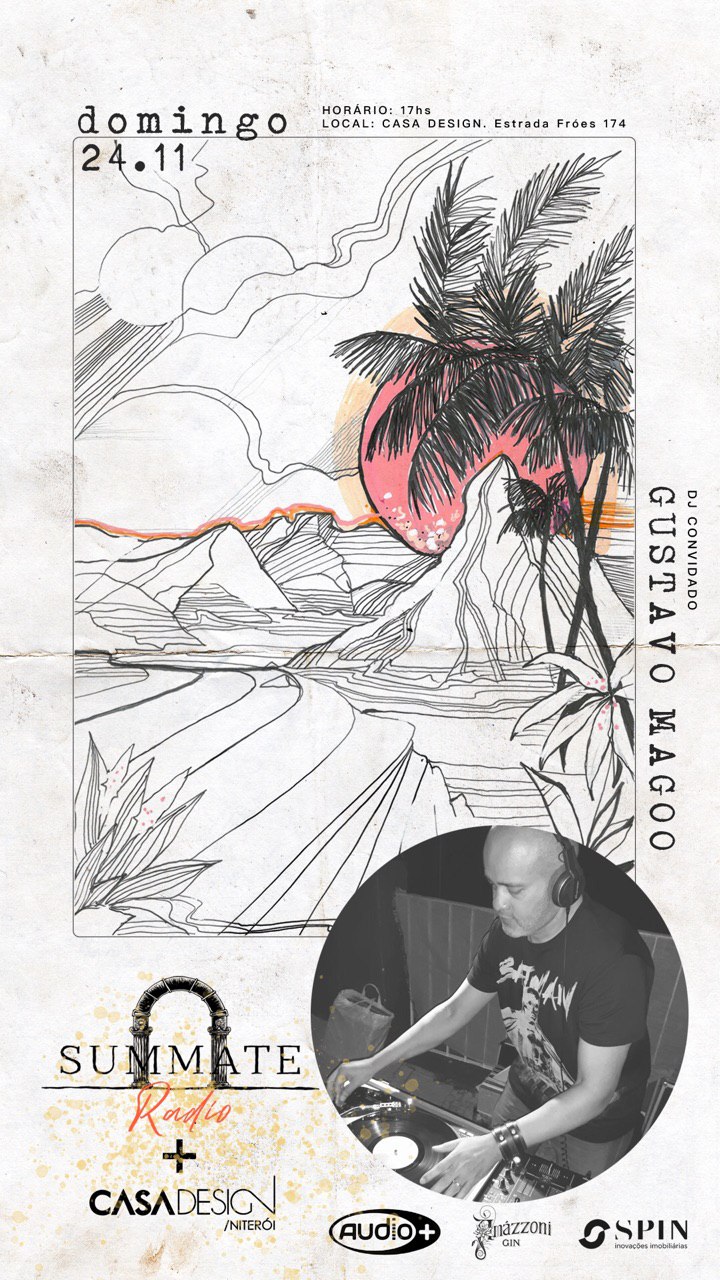 domingo
24.11
HORÁRIO: 17hs
LOCAL: CASA DESIGN. Estrada Fróes 174
DJ CONVIDADO
GUSTAVO MAGOO
SUMMATE
Radio
+
CASADESIGN
/NITERÓI
AUDIO+
Amázzoni
GIN
SPIN
inovações imobiliárias